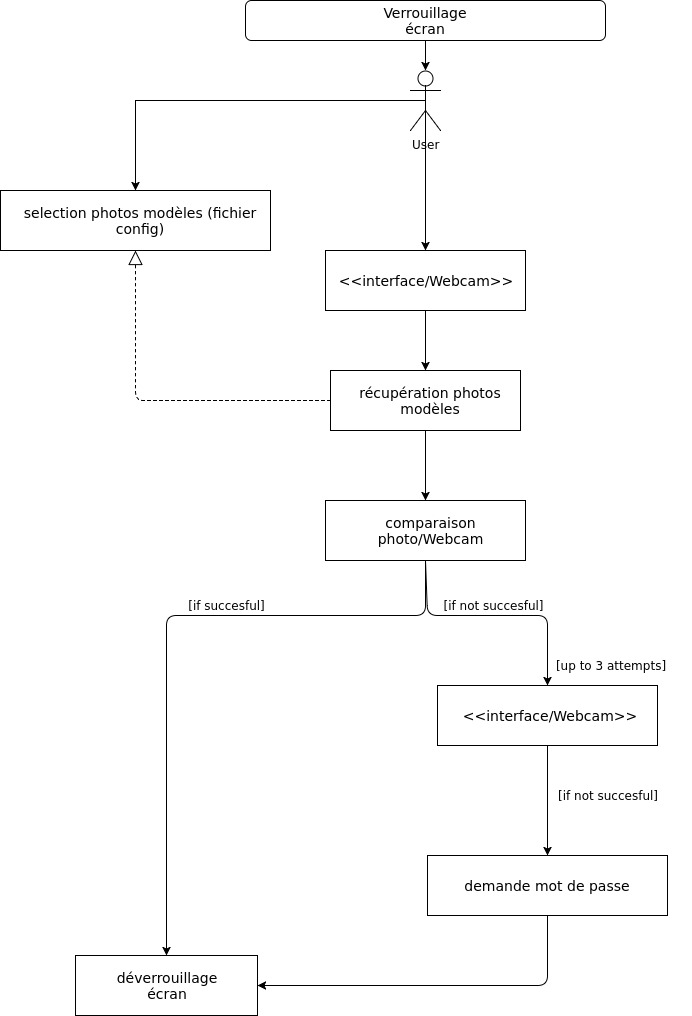 Verrouillage
écran
User
selection photos modèles (fichier
config)
<<interface/Webcam>>
récupération photos
modèles
comparaison
photo/Webcam
[if succesful]
[if not succesful]
[up to 3 attempts]
<<interface/Webcam>>
[if not succesful]
demande mot de passe
déverrouillage
écran